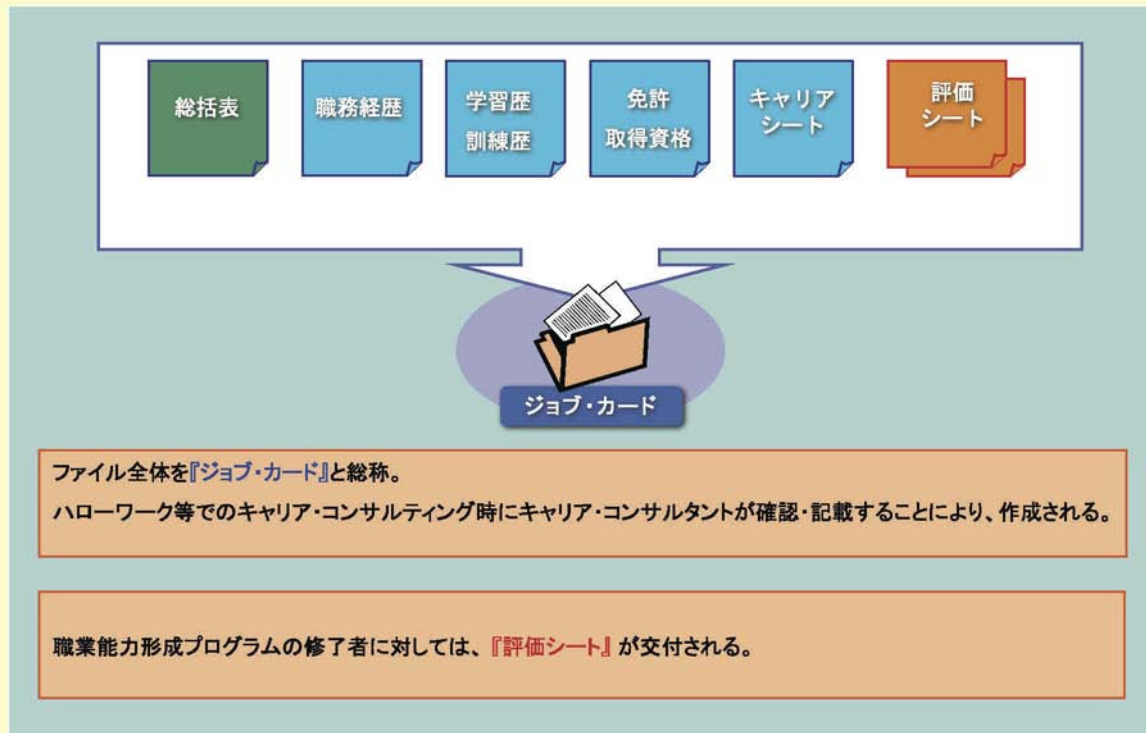 総括表
職務経歴
学習歴
訓練歴
免許
取得資格
キャリア
シート
評価
シート
ジョブ・カード
ファイル全体を『ジョブ・カード』と総称。
ハローワーク等でのキャリア・コンサルティング時にキャリア・コンサルタントが確認・記載することにより、作成される。
職業能力形成プログラムの修了者に対しては、『評価シート』が交付される。